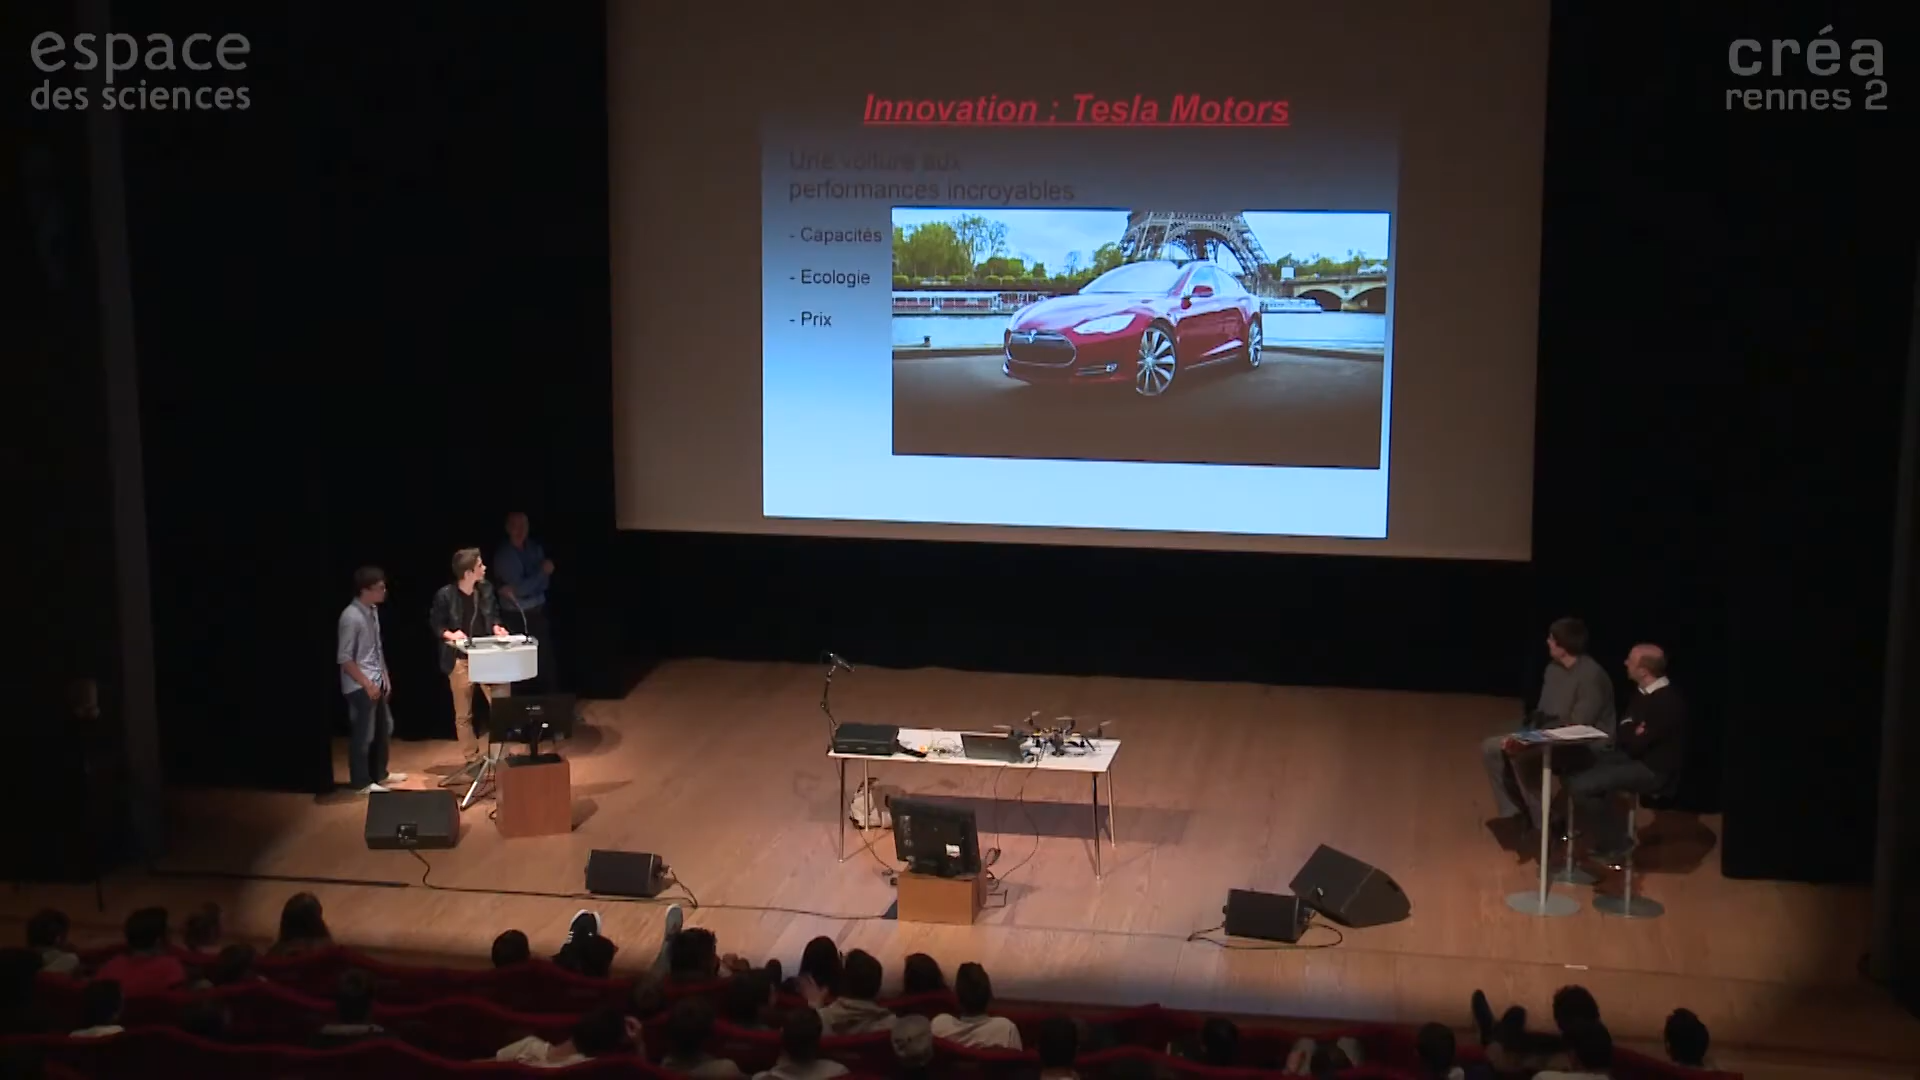 espace
des sciences
créa
rennes 2
Innovation : Tesla Motors
Une voiture aux
performances incroyables
- Capacités
- Ecologie
- Prix